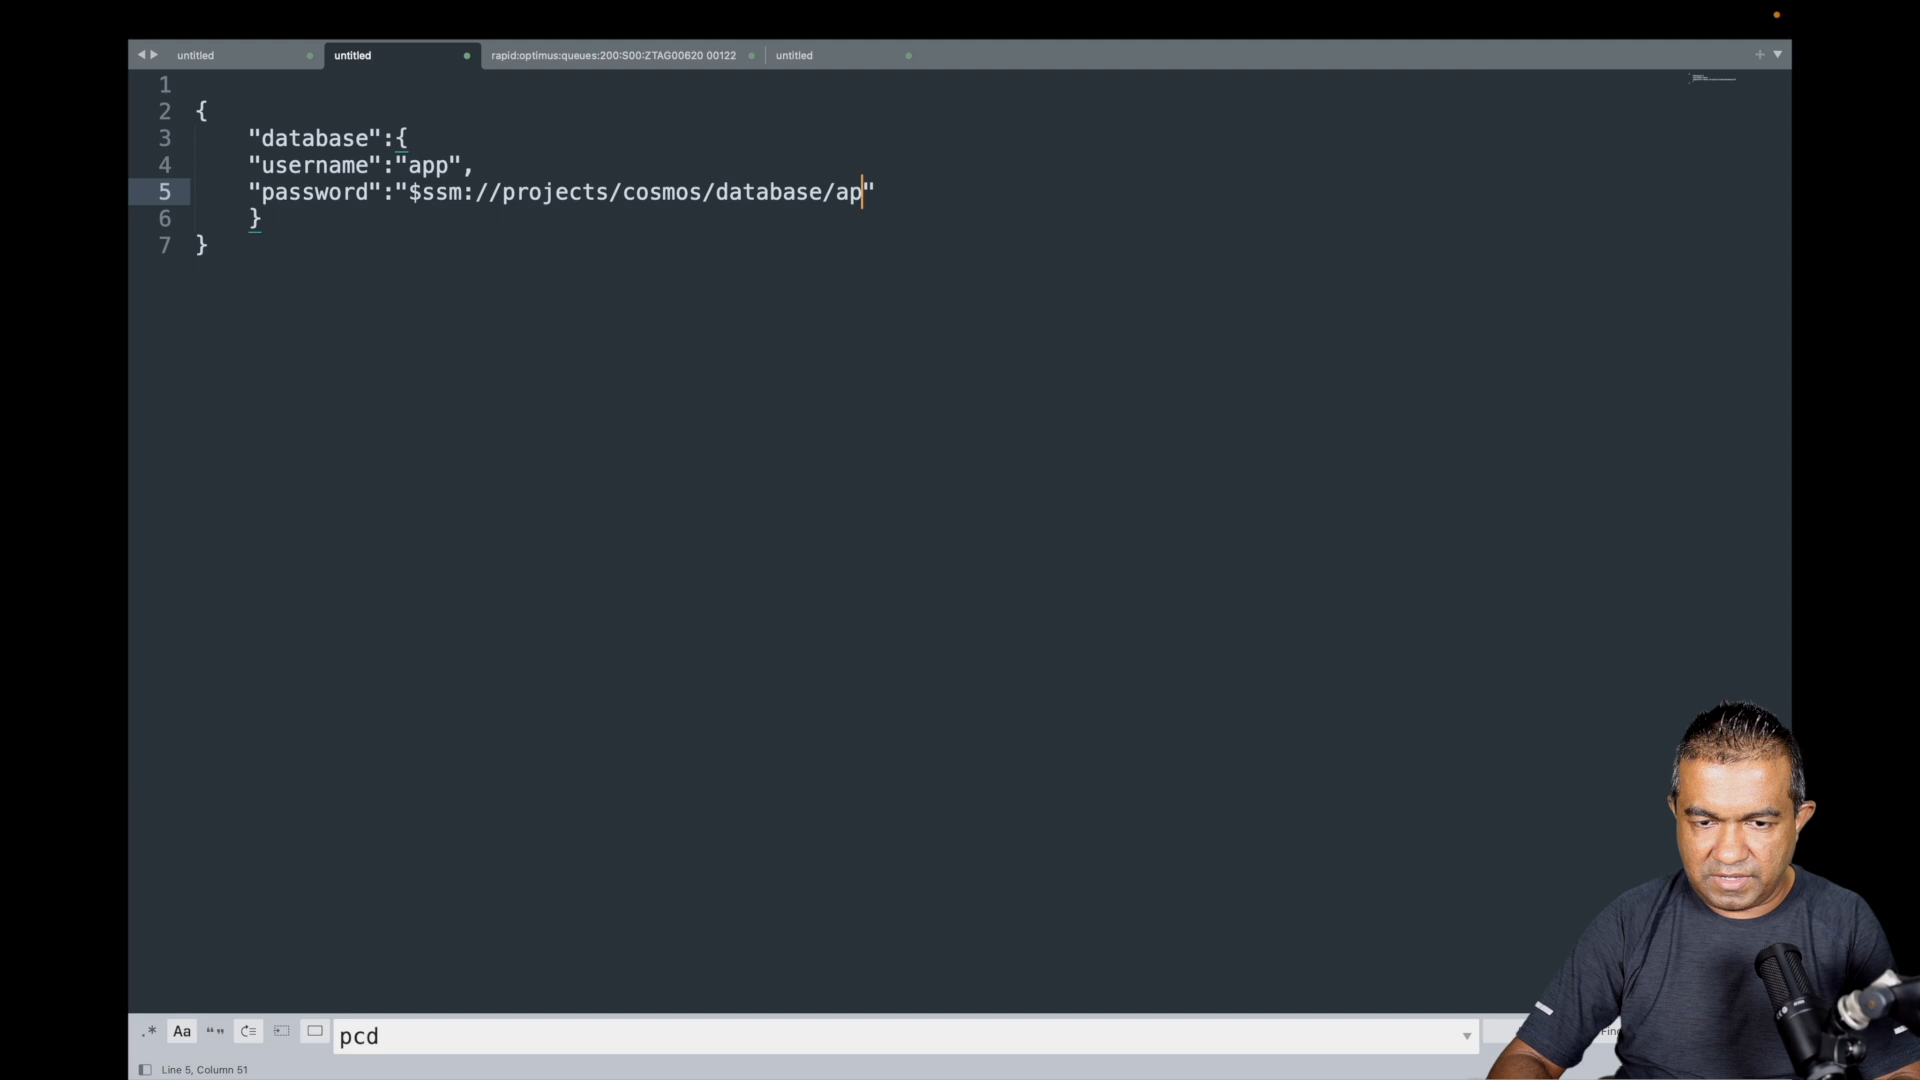 untitled
untitled
rapid:optimus:queues:200:S00:ZTAG00620 00122
untitled
1
2 {
3 "database":{
4 "username":"app",
5 "password":"$ssm://projects/cosmos/database/ap"
6 }
7 }
.* Aa “ ”
pcd
Line 5, Column 51